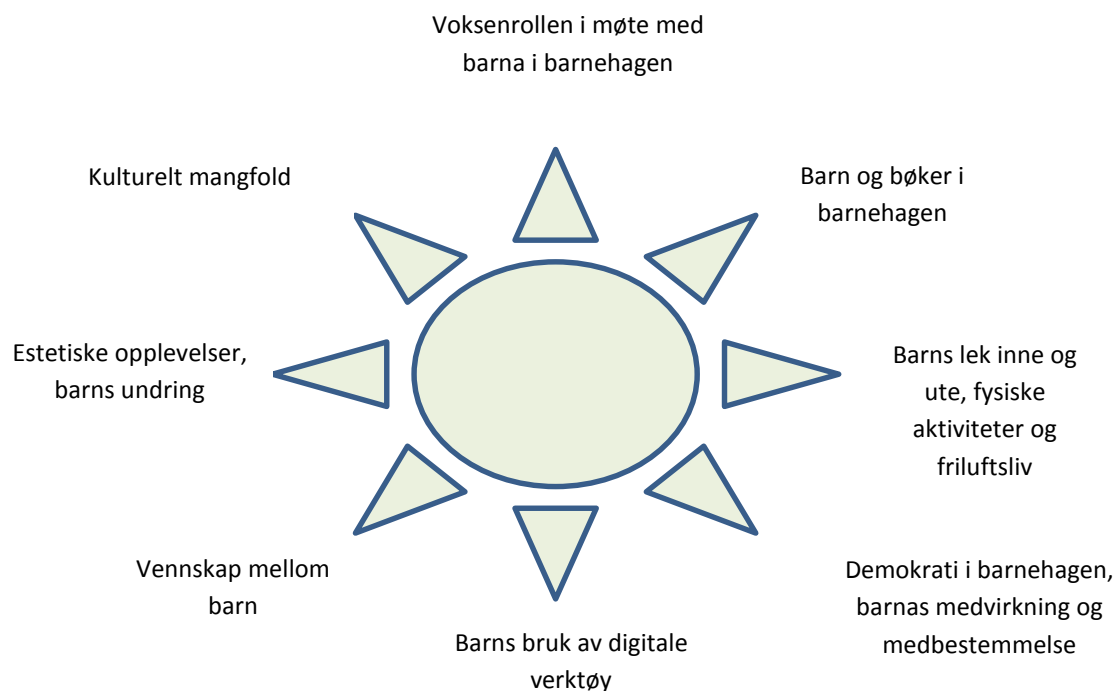 Voksenrollen i møte med
barna i barnehagen
Kulturelt mangfold
Barn og bøker i
barnehagen
Estetiske opplevelser,
barns undring
Barns lek inne og
ute, fysiske
aktiviteter og
friluftsliv
Vennskap mellom
barn
Demokrati i barnehagen,
barnas medvirkning og
medbestemmelse
Barns bruk av digitale
verktøy